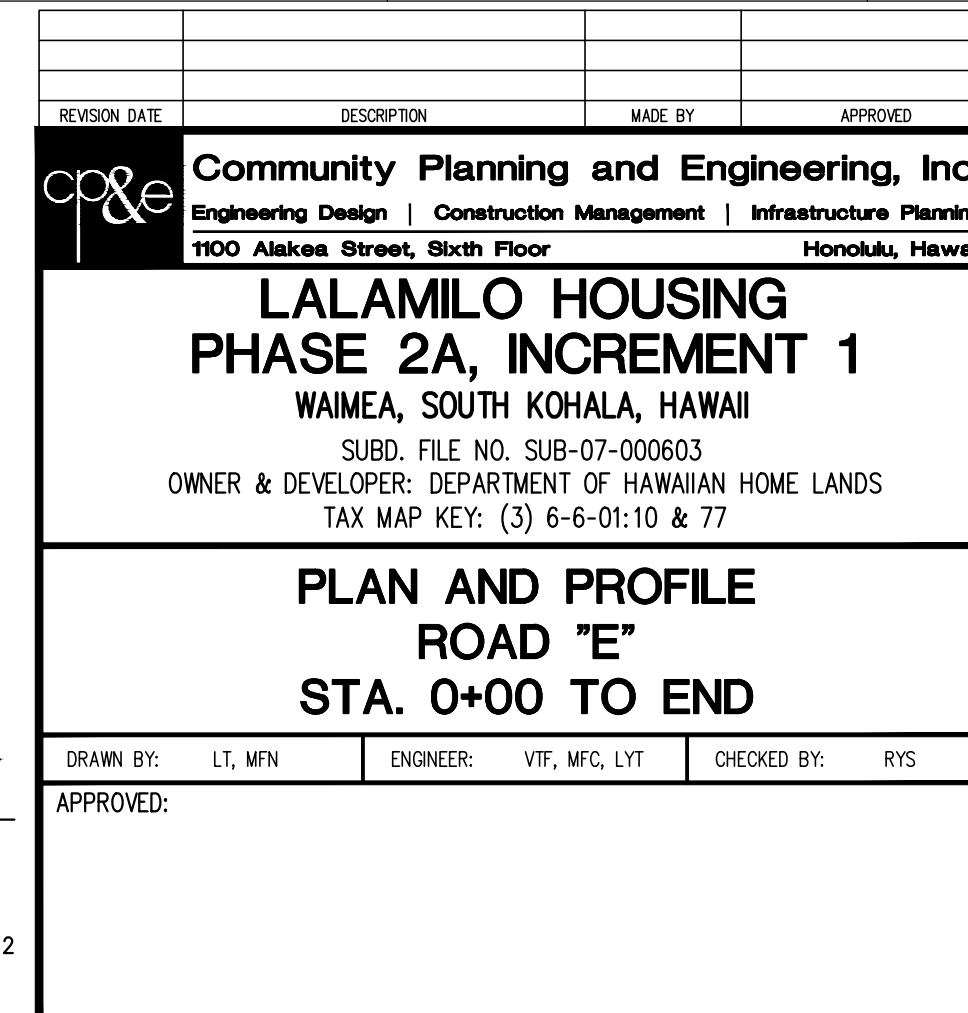 REVISION DATE DESCRIPTION MADE BY APPROVED
cp&e
Community Planning and Engineering, Inc
Engineering Design | Construction Management | Infrastructure Plannin
1100 Alakea Street, Sixth Floor Honolulu, Hawa
LALAMILO HOUSING
PHASE 2A, INCREMENT 1
WAIMEA, SOUTH KOHALA, HAWAII
SUBD. FILE NO. SUB-07-000603
OWNER & DEVELOPER: DEPARTMENT OF HAWAIIAN HOME LANDS
TAX MAP KEY: (3) 6-6-01:10 & 77
PLAN AND PROFILE
ROAD "E"
STA. 0+00 TO END
DRAWN BY: LT, MFN ENGINEER: VTF, MFC, LYT CHECKED BY: RYS
APPROVED:
2